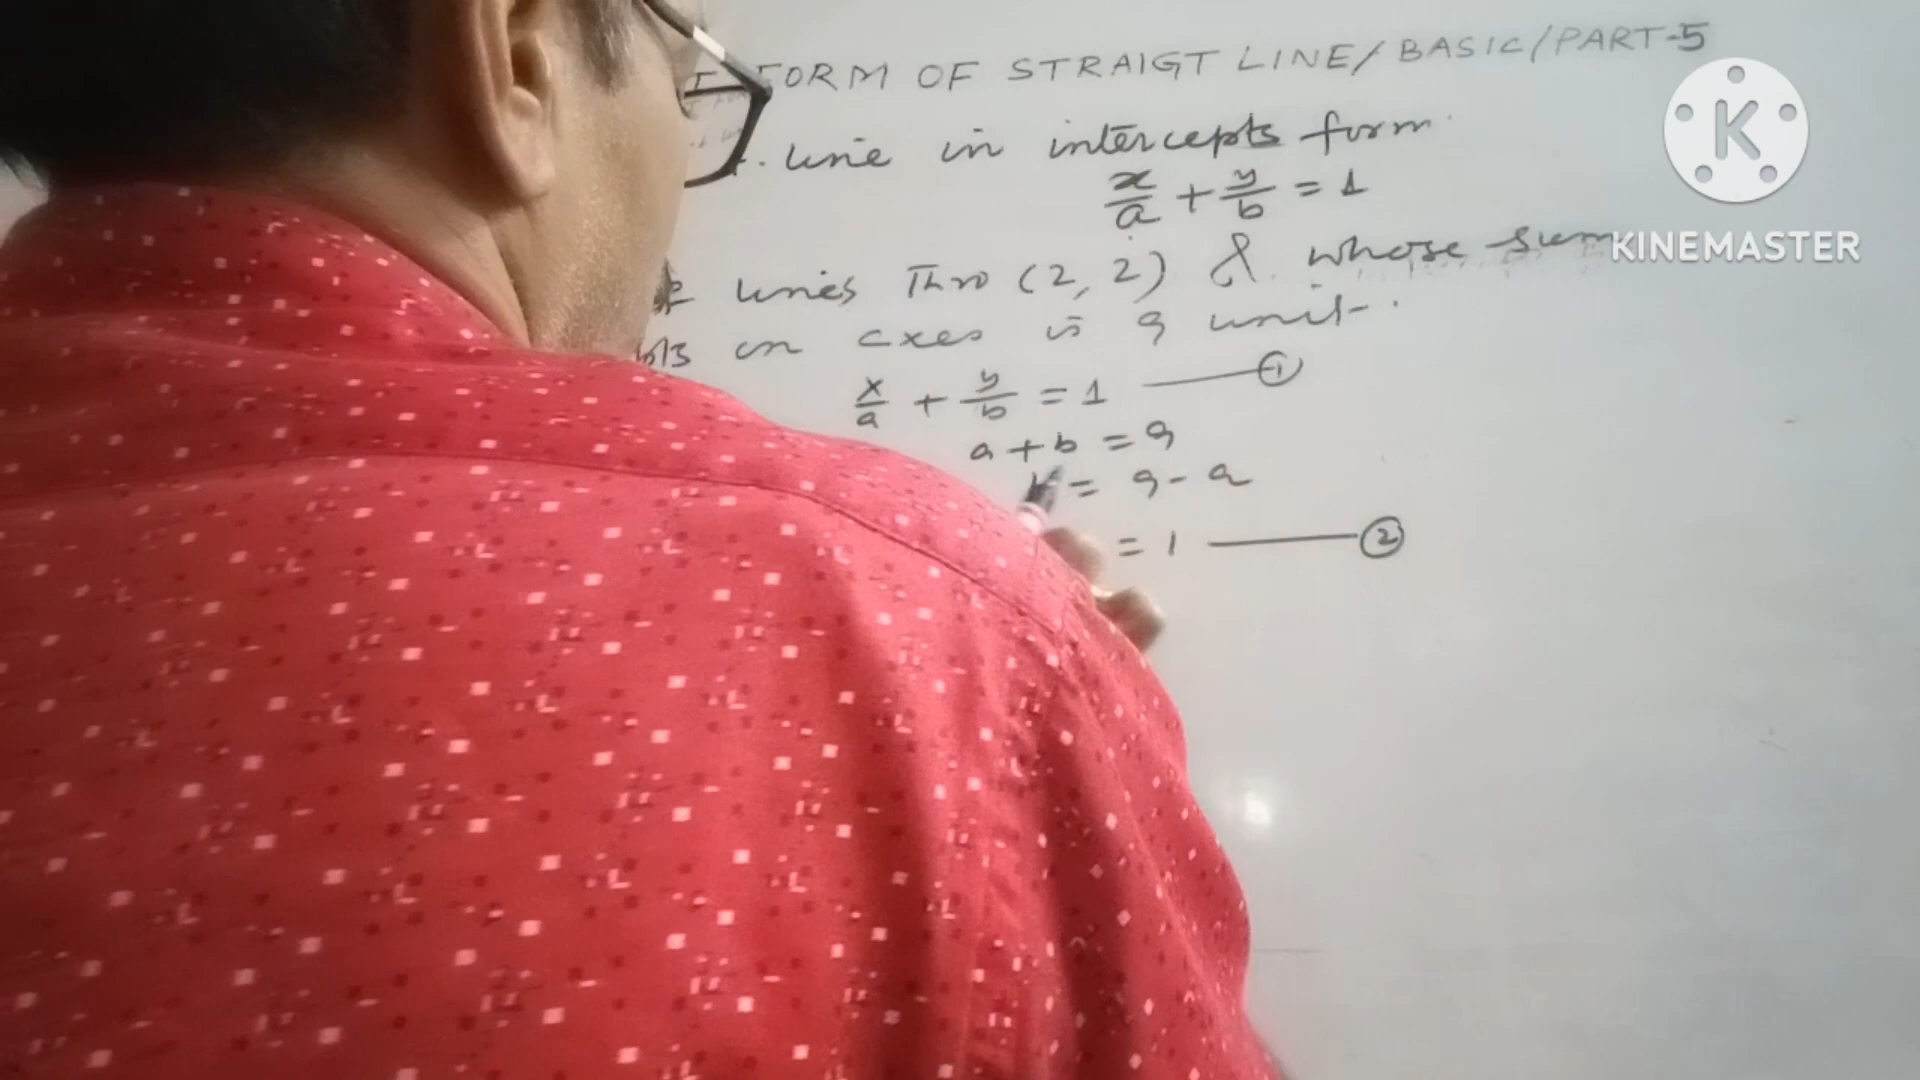 FORM OF STRAIGT LINE/BASIC/PART-5
line in intercepts form.
x/a + y/b = 1
lines Thro (2, 2) & whose sum
on axes is 9 unit.
x/a + y/b = 1 ——— ①
a + b = 9
b = 9 - a
= 1 ——— ②
K
KINEMASTER